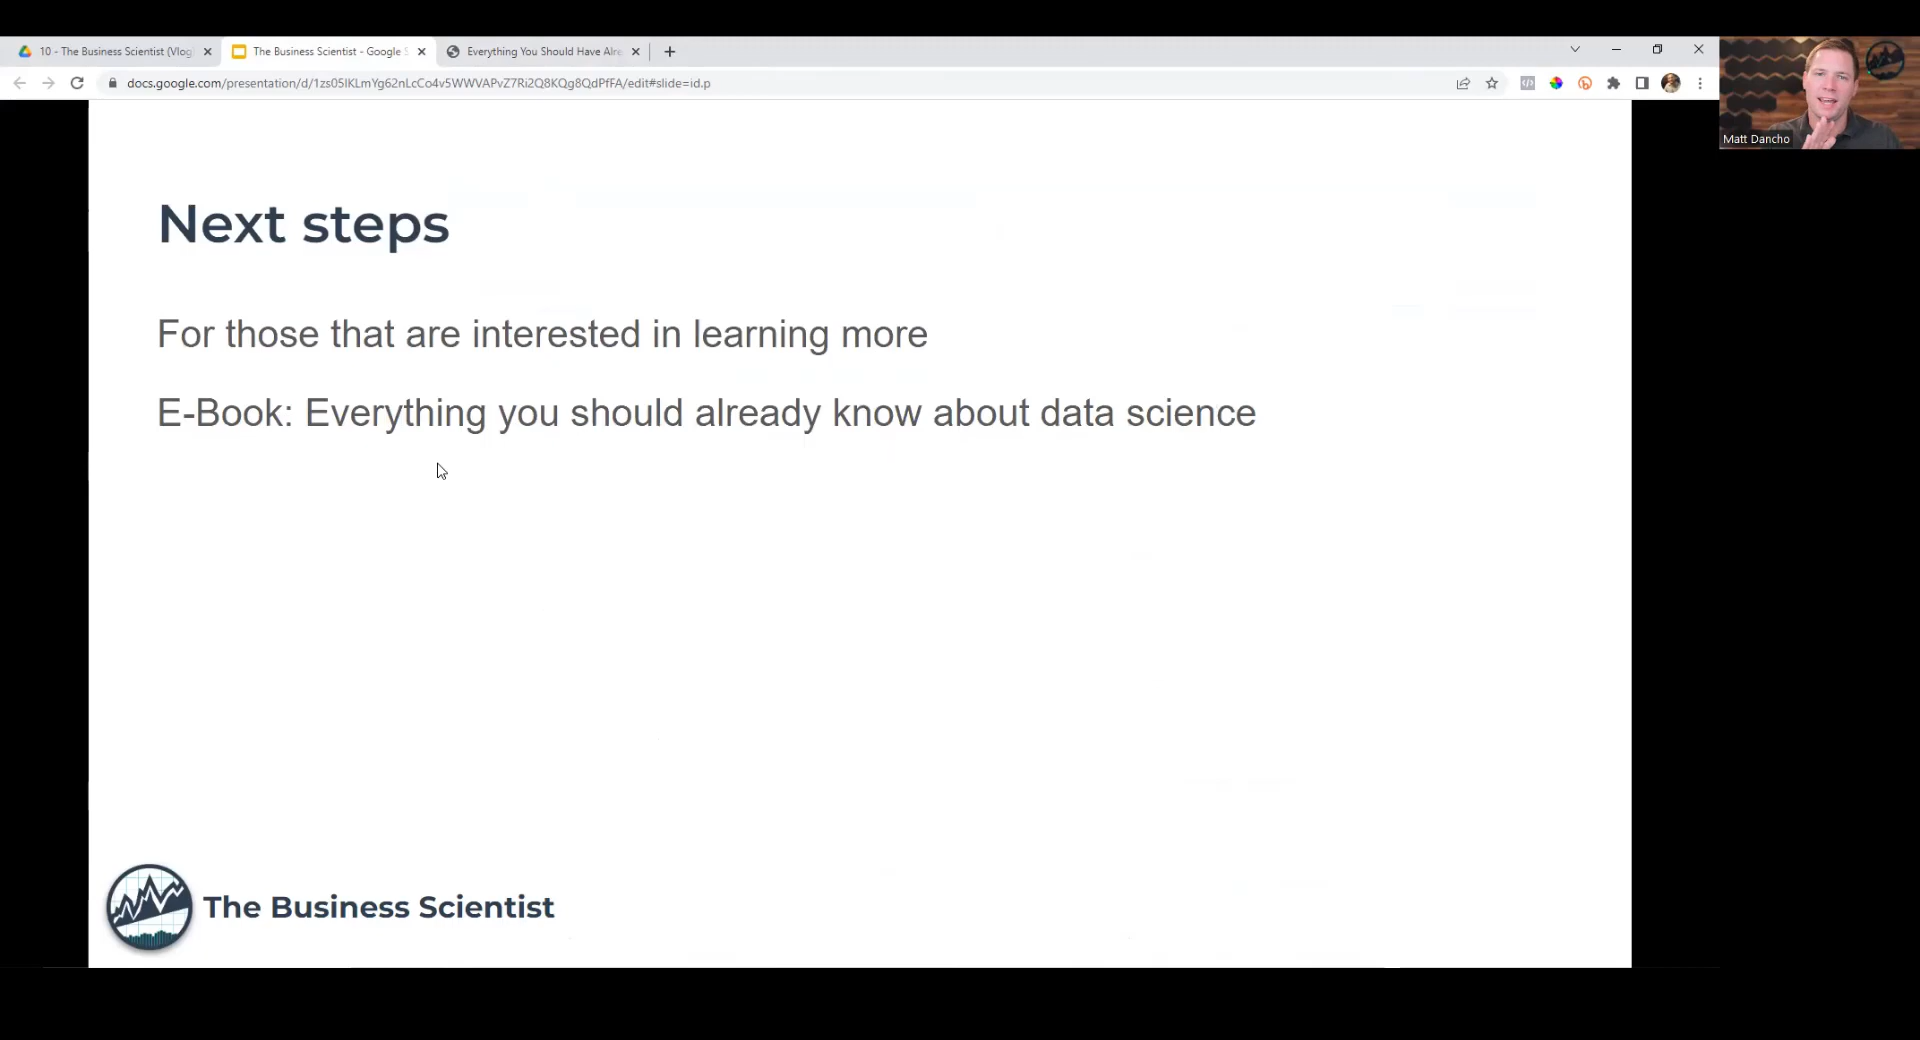 10 - The Business Scientist (Vlog
The Business Scientist - Google S
Everything You Should Have Alre
docs.google.com/presentation/d/1zs05IKLmYg62nLcCo4v5WWVAPvZ7Ri2Q8KQg8QdPfFA/edit#slide=id.p
Matt Dancho
Next steps
For those that are interested in learning more
E-Book: Everything you should already know about data science
The Business Scientist